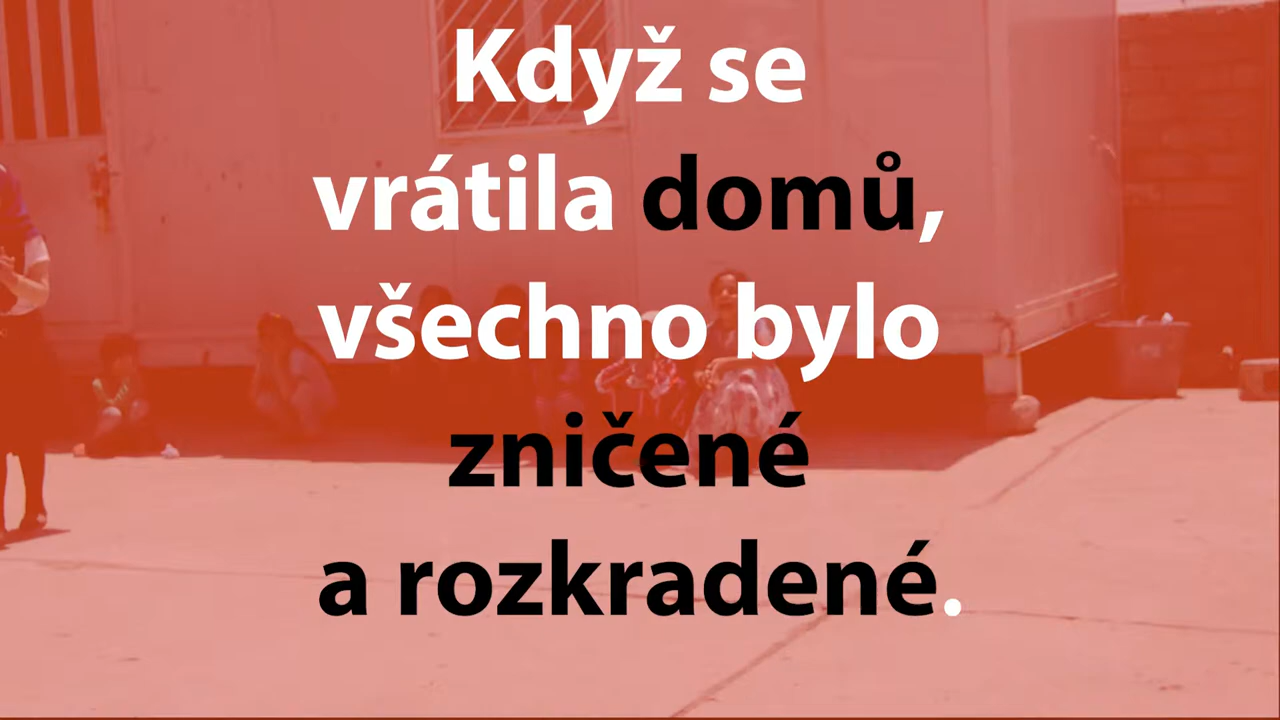 Když se
vrátila domů,
všechno bylo
zničené
a rozkradené.